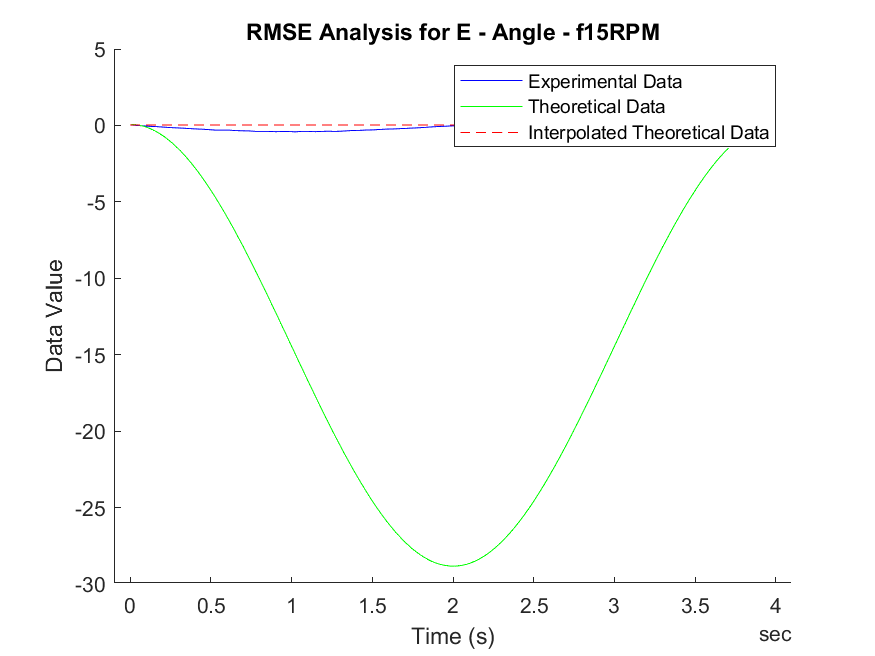 RMSE Analysis for E - Angle - f15RPM
Experimental Data
Theoretical Data
Interpolated Theoretical Data
Data Value
5
0
-5
-10
-15
-20
-25
-30
0 0.5 1 1.5 2 2.5 3 3.5 4
Time (s)
sec